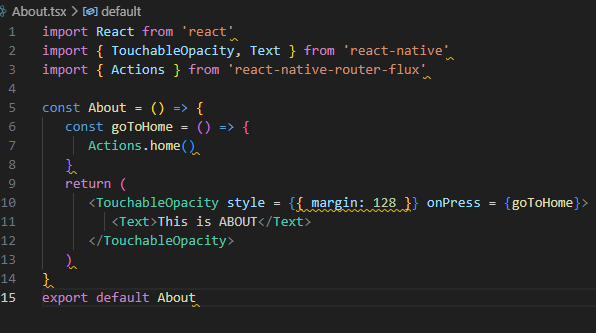 About.tsx > default
1 import React from 'react'
2 import { TouchableOpacity, Text } from 'react-native'
3 import { Actions } from 'react-native-router-flux'
4
5 const About = () => {
6    const goToHome = () => {
7       Actions.home()
8    }
9    return (
10       <TouchableOpacity style = {{ margin: 128 }} onPress = {goToHome}>
11          <Text>This is ABOUT</Text>
12       </TouchableOpacity>
13    )
14 }
15 export default About